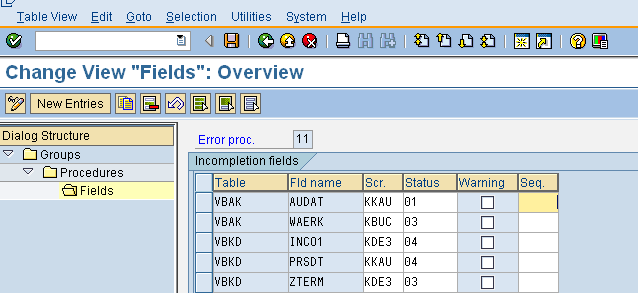 Table View Edit Goto Selection Utilities System Help
Change View "Fields": Overview
New Entries
Dialog Structure
Groups
Procedures
Fields
Error proc. 11
Incompletion fields
Table Fld name Scr. Status Warning Seq.
VBAK AUDAT KKAU 01
VBAK WAERK KBUC 03
VBKD INCO1 KDE3 04
VBKD PRSDT KKAU 04
VBKD ZTERM KDE3 03